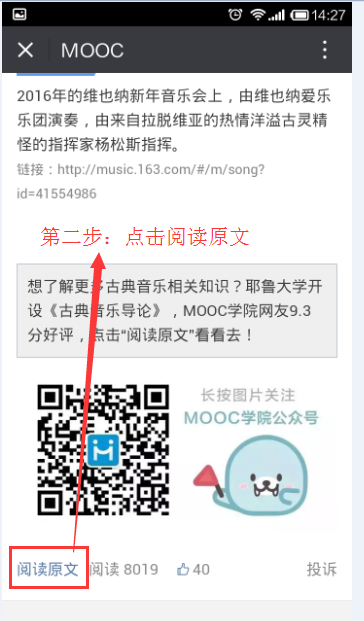 14:27
MOOC
2016年的维也纳新年音乐会上，由维也纳爱乐
乐团演奏，由来自拉脱维亚的热情洋溢古灵精
怪的指挥家杨松斯指挥。
链接：http://music.163.com/#/m/song?
id=41554986
第二步：点击阅读原文
想了解更多古典音乐相关知识？耶鲁大学开
设《古典音乐导论》，MOOC学院网友9.3
分好评，点击“阅读原文”看看去！
长按图片关注
MOOC学院公众号
M
阅读原文 阅读 8019 40 投诉